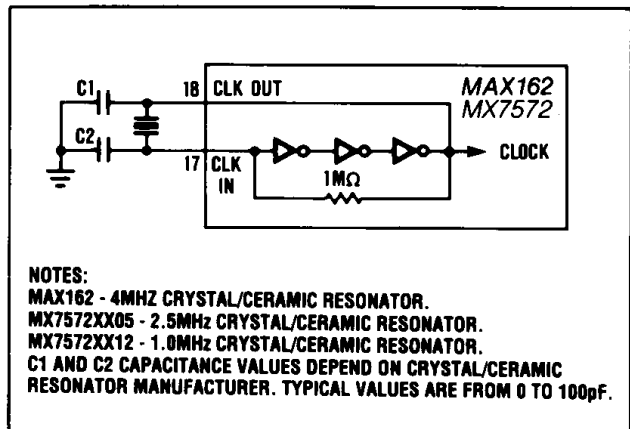 C1
18
CLK OUT
MAX162
MX7572
C2
17
CLK
IN
1MΩ
CLOCK
NOTES:
MAX162 - 4MHZ CRYSTAL/CERAMIC RESONATOR.
MX7572XX05 - 2.5MHz CRYSTAL/CERAMIC RESONATOR.
MX7572XX12 - 1.0MHz CRYSTAL/CERAMIC RESONATOR.
C1 AND C2 CAPACITANCE VALUES DEPEND ON CRYSTAL/CERAMIC
RESONATOR MANUFACTURER. TYPICAL VALUES ARE FROM 0 TO 100pF.